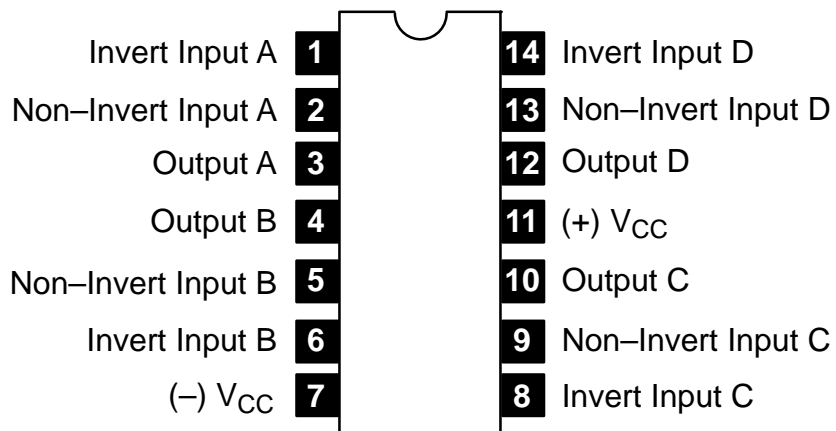 Invert Input A 1 14 Invert Input D
Non–Invert Input A 2 13 Non–Invert Input D
Output A 3 12 Output D
Output B 4 11 (+) VCC
Non–Invert Input B 5 10 Output C
Invert Input B 6 9 Non–Invert Input C
(–) VCC 7 8 Invert Input C